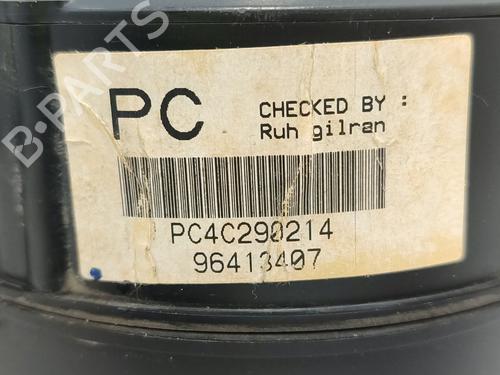 B-PARTS
PC
CHECKED BY :
Ruh gilran
PC4C290214
96413407